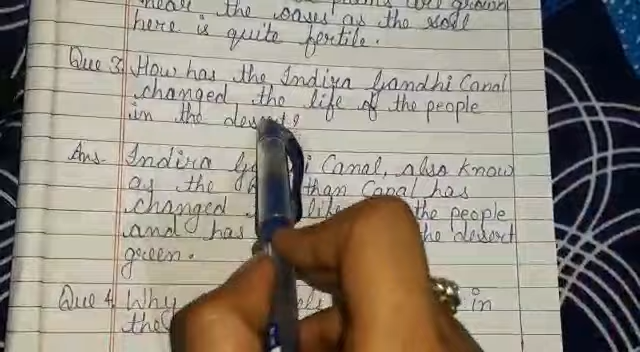 near the oases as the soil
here is quite fertile.
Que 3. How has the Indira Gandhi Canal
changed the life of the people
in the desert?
Ans. Indira Canal, also know
as the Canal has
changed life the people
and has the desert
green.
Que 4. Why in
the